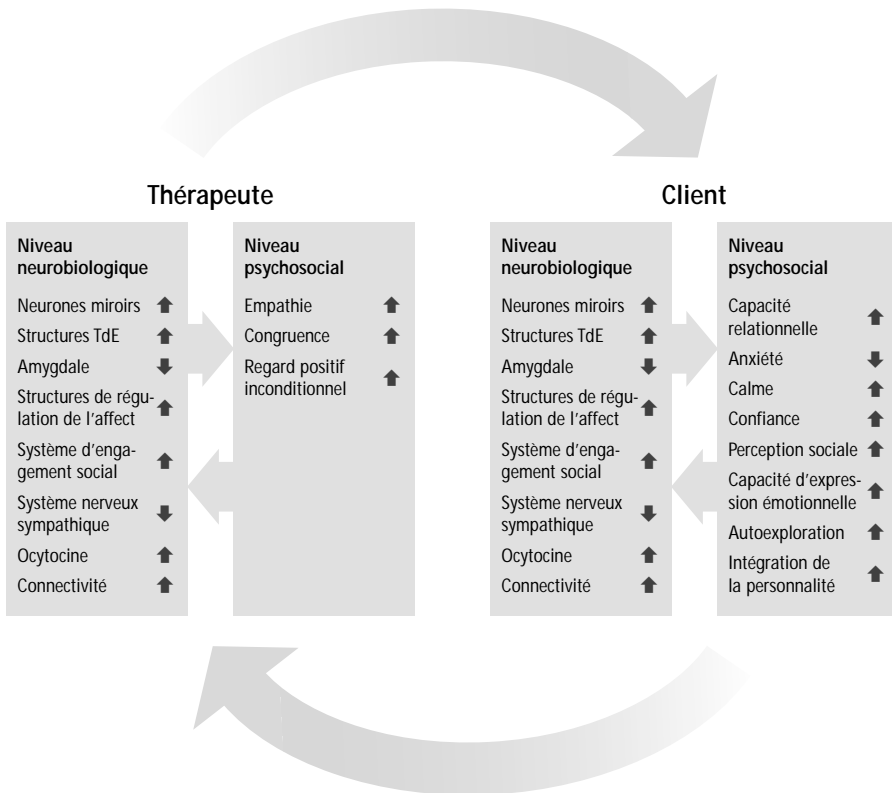 Thérapeute
Niveau
neurobiologique
Neurones miroirs
Structures TdE
Amygdale
Structures de régu-
lation de l'affect
Système d'enga-
gement social
Système nerveux
sympathique
Ocytocine
Connectivité
Niveau
psychosocial
Empathie
Congruence
Regard positif
inconditionnel
Client
Niveau
neurobiologique
Neurones miroirs
Structures TdE
Amygdale
Structures de régu-
lation de l'affect
Système d'enga-
gement social
Système nerveux
sympathique
Ocytocine
Connectivité
Niveau
psychosocial
Capacité
relationnelle
Anxiété
Calme
Confiance
Perception sociale
Capacité d'expres-
sion émotionnelle
Autoexploration
Intégration de
la personnalité